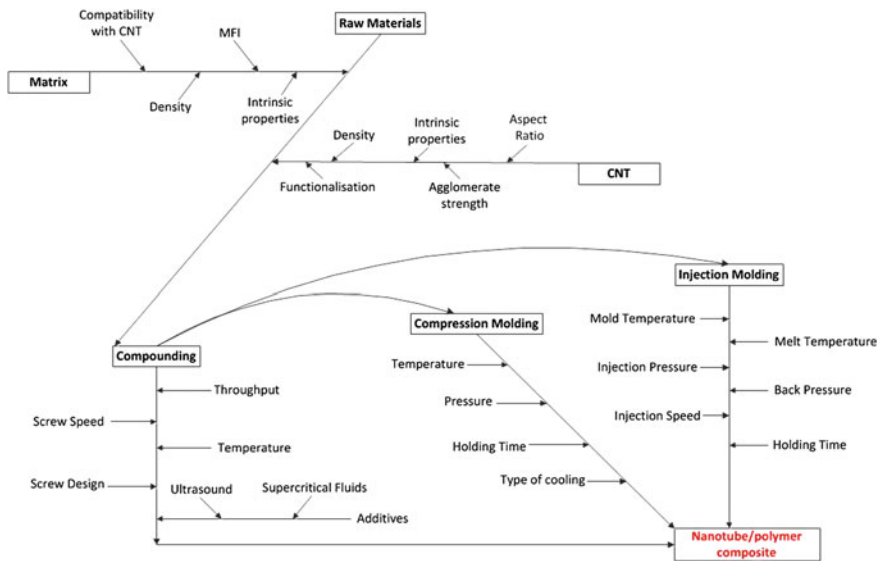 Compatibility
with CNT
MFI
Raw Materials
Matrix
Density
Intrinsic
properties
Density
Intrinsic
properties
Aspect
Ratio
Functionalisation
Agglomerate
strength
CNT
Injection Molding
Mold Temperature
Melt Temperature
Injection Pressure
Back Pressure
Injection Speed
Holding Time
Compression Molding
Temperature
Pressure
Holding Time
Type of cooling
Compounding
Throughput
Screw Speed
Temperature
Screw Design
Ultrasound
Supercritical Fluids
Additives
Nanotube/polymer
composite